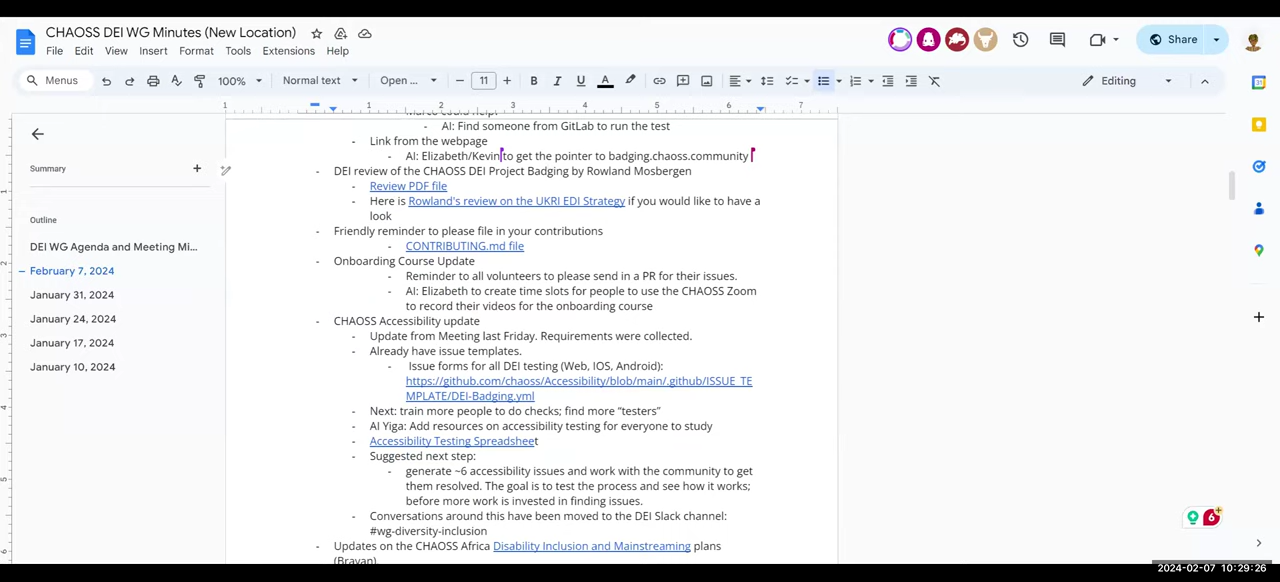 CHAOSS DEI WG Minutes (New Location)
File Edit View Insert Format Tools Extensions Help
Share
Menus 100% Normal text Open ... 11 B I U A Editing
1 1 2 3 4 5 6 7
AI: Find someone from GitLab to run the test
- Link from the webpage
- AI: Elizabeth/Kevin to get the pointer to badging.chaoss.community
- DEI review of the CHAOSS DEI Project Badging by Rowland Mosbergen
- Review PDF file
- Here is Rowland's review on the UKRI EDI Strategy if you would like to have a
look
- Friendly reminder to please file in your contributions
- CONTRIBUTING.md file
- Onboarding Course Update
- Reminder to all volunteers to please send in a PR for their issues.
- AI: Elizabeth to create time slots for people to use the CHAOSS Zoom
to record their videos for the onboarding course
- CHAOSS Accessibility update
- Update from Meeting last Friday. Requirements were collected.
- Already have issue templates.
- Issue forms for all DEI testing (Web, IOS, Android):
https://github.com/chaoss/Accessibility/blob/main/.github/ISSUE_TE
MPLATE/DEI-Badging.yml
- Next: train more people to do checks; find more “testers”
- AI Yiga: Add resources on accessibility testing for everyone to study
- Accessibility Testing Spreadsheet
- Suggested next step:
- generate ~6 accessibility issues and work with the community to get
them resolved. The goal is to test the process and see how it works;
before more work is invested in finding issues.
- Conversations around this have been moved to the DEI Slack channel:
#wg-diversity-inclusion
- Updates on the CHAOSS Africa Disability Inclusion and Mainstreaming plans
(Brayan)
Summary
Outline
DEI WG Agenda and Meeting Mi...
February 7, 2024
January 31, 2024
January 24, 2024
January 17, 2024
January 10, 2024
6
2024-02-07 10:29:26